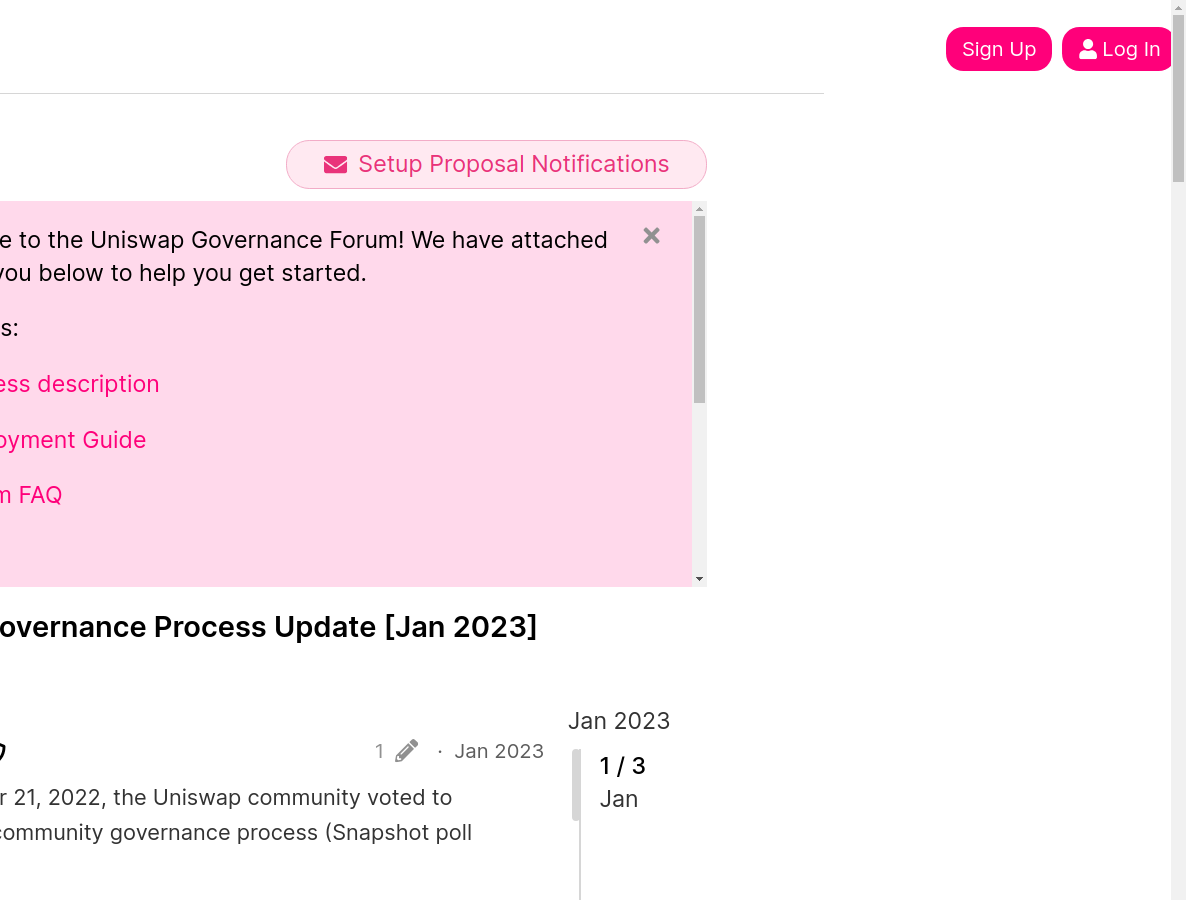 Sign Up
Log In
Setup Proposal Notifications
e to the Uniswap Governance Forum! We have attached
you below to help you get started.
s:
ess description
oyment Guide
m FAQ
overnance Process Update [Jan 2023]
Jan 2023
1 · Jan 2023
1 / 3
Jan
r 21, 2022, the Uniswap community voted to
community governance process (Snapshot poll